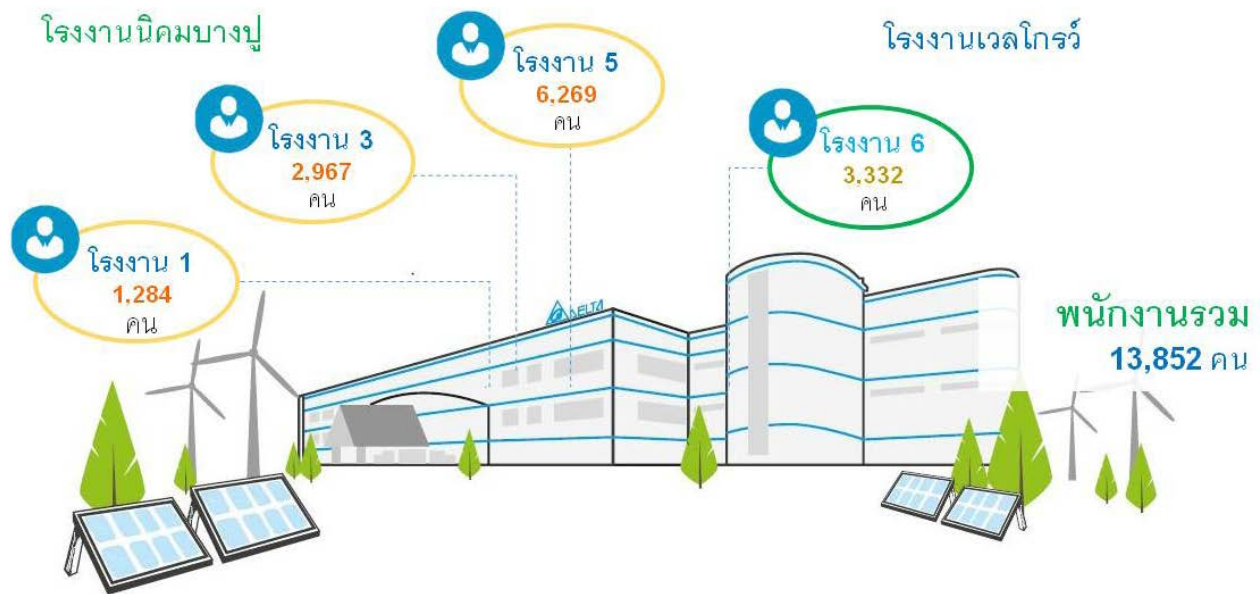 โรงงานนิคมบางปู
โรงงานเวลโกรว์
โรงงาน 5
6,269
คน
โรงงาน 3
2,967
คน
โรงงาน 6
3,332
คน
โรงงาน 1
1,284
คน
DELTA
พนักงานรวม
13,852 คน